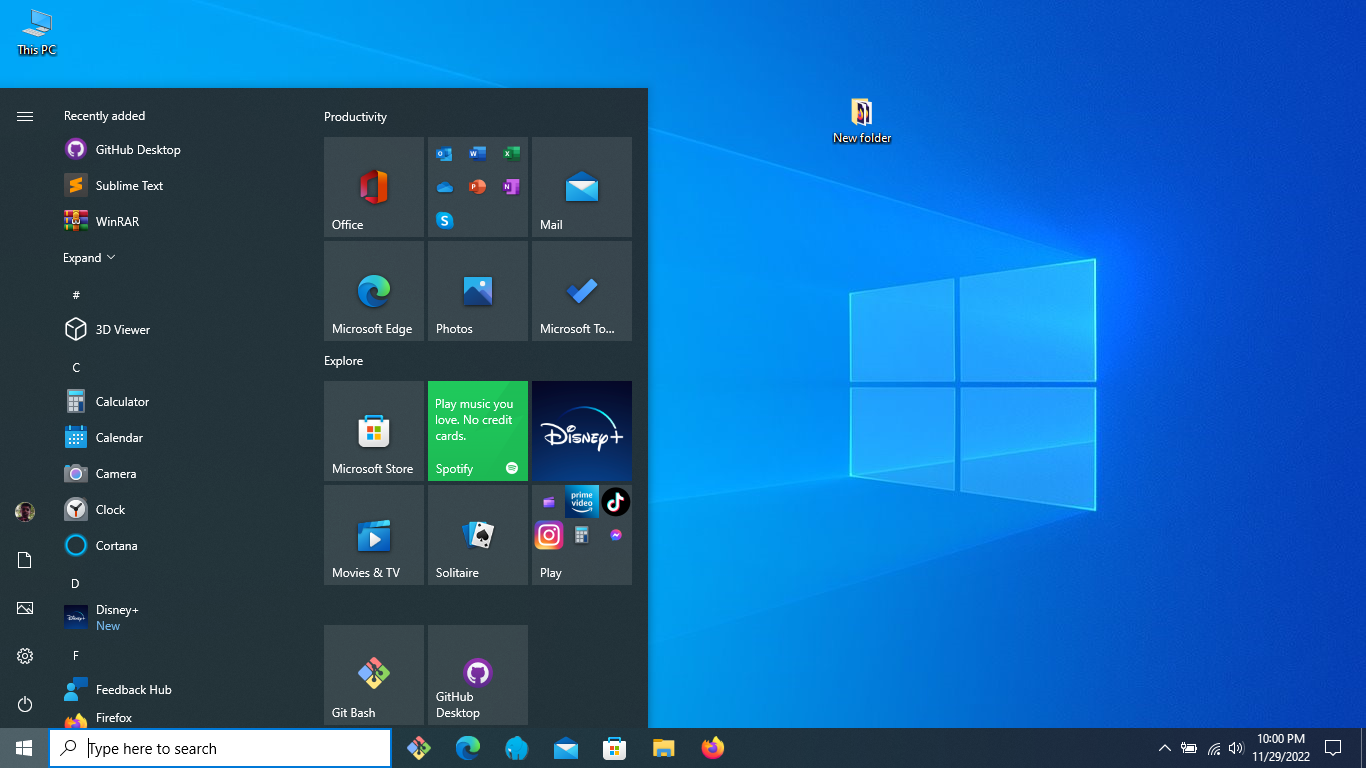 This PC
New folder
Recently added
GitHub Desktop
Sublime Text
WinRAR
Expand
#
3D Viewer
C
Calculator
Calendar
Camera
Clock
Cortana
D
Disney+
New
F
Feedback Hub
Firefox
Productivity
Office
Mail
Microsoft Edge
Photos
Microsoft To...
Explore
Microsoft Store
Play music you
love. No credit
cards.
Spotify
Disney+
Movies & TV
Solitaire
prime
video
Play
Git Bash
GitHub
Desktop
Type here to search
10:00 PM
11/29/2022